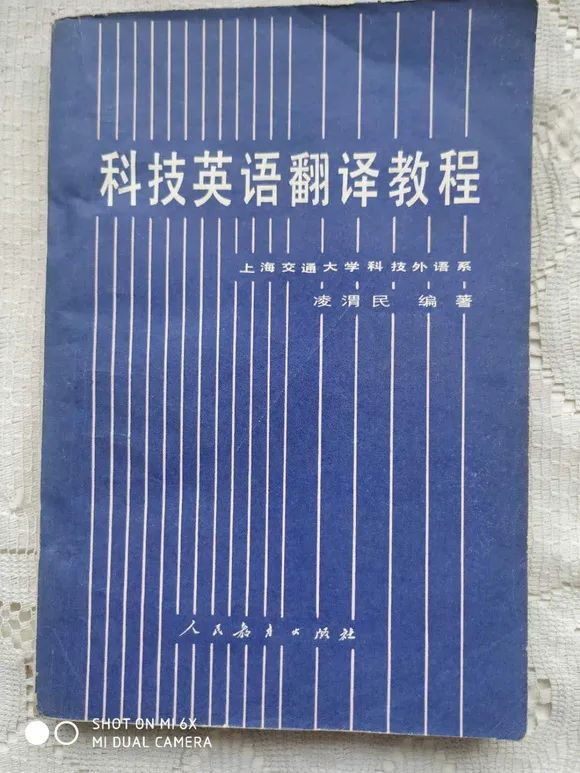 科技英语翻译教程
上海交通大学科技外语系
凌渭民 编著
人民教育出版社
SHOT ON MI 6X
MI DUAL CAMERA